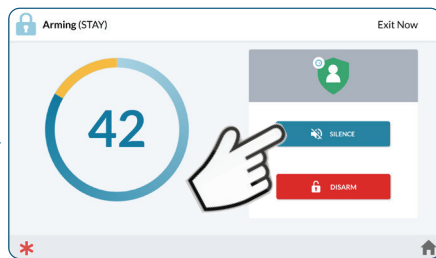 Arming (STAY)
Exit Now
42
SILENCE
DISARM